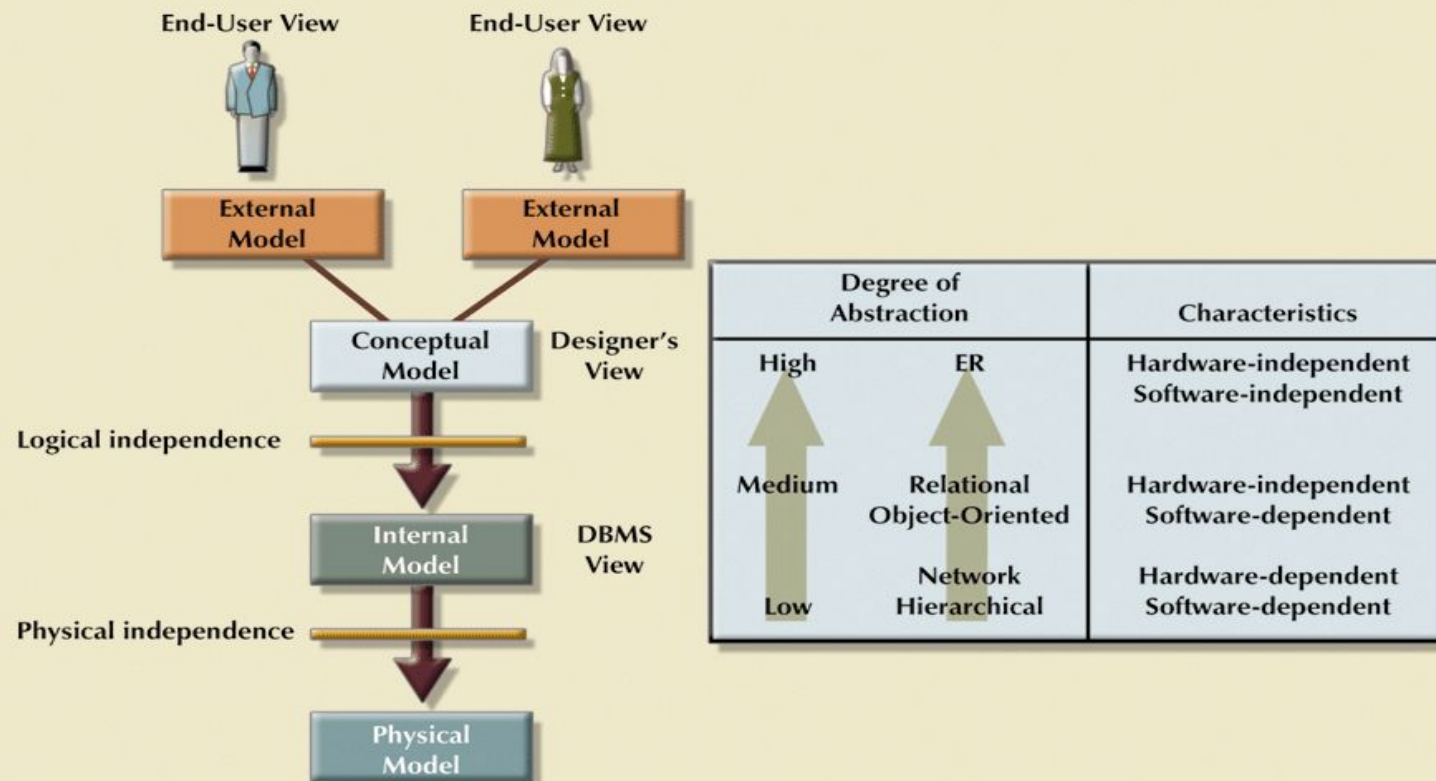 End-User View
End-User View
External
Model
External
Model
Conceptual
Model
Designer's
View
Logical independence
Internal
Model
DBMS
View
Physical independence
Physical
Model
Degree of
Abstraction
Characteristics
High
ER
Hardware-independent
Software-independent
Medium
Relational
Object-Oriented
Hardware-independent
Software-dependent
Low
Network
Hierarchical
Hardware-dependent
Software-dependent